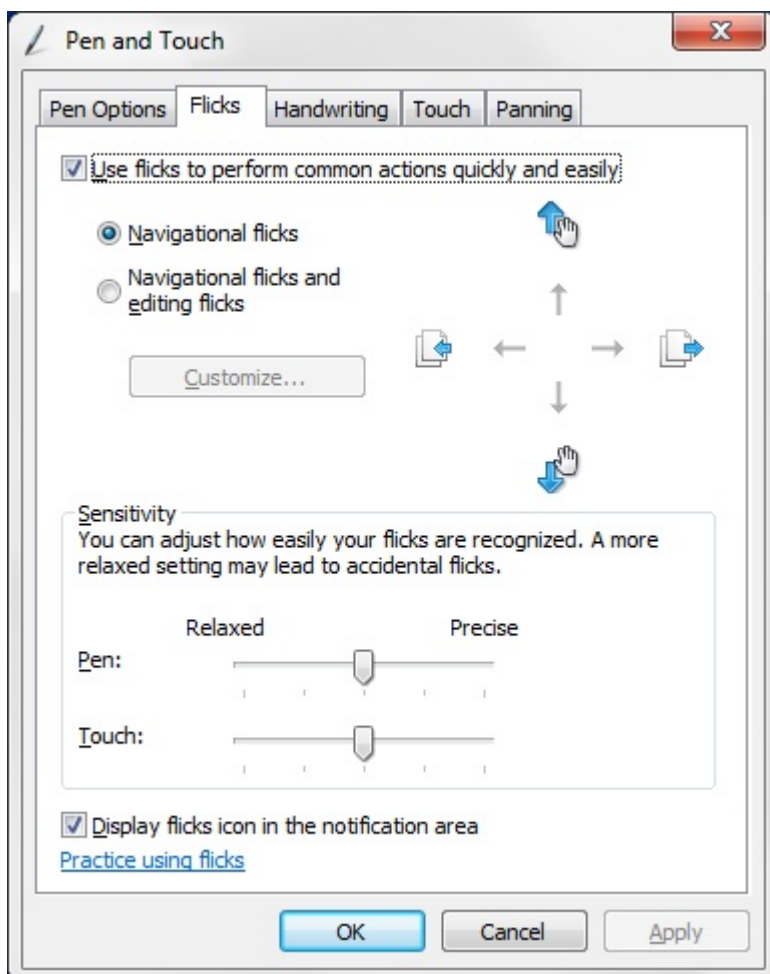 Pen and Touch
Pen Options Flicks Handwriting Touch Panning
Use flicks to perform common actions quickly and easily
Navigational flicks
Navigational flicks and
editing flicks
Customize...
Sensitivity
You can adjust how easily your flicks are recognized. A more
relaxed setting may lead to accidental flicks.
Relaxed Precise
Pen:
Touch:
Display flicks icon in the notification area
Practice using flicks
OK Cancel Apply